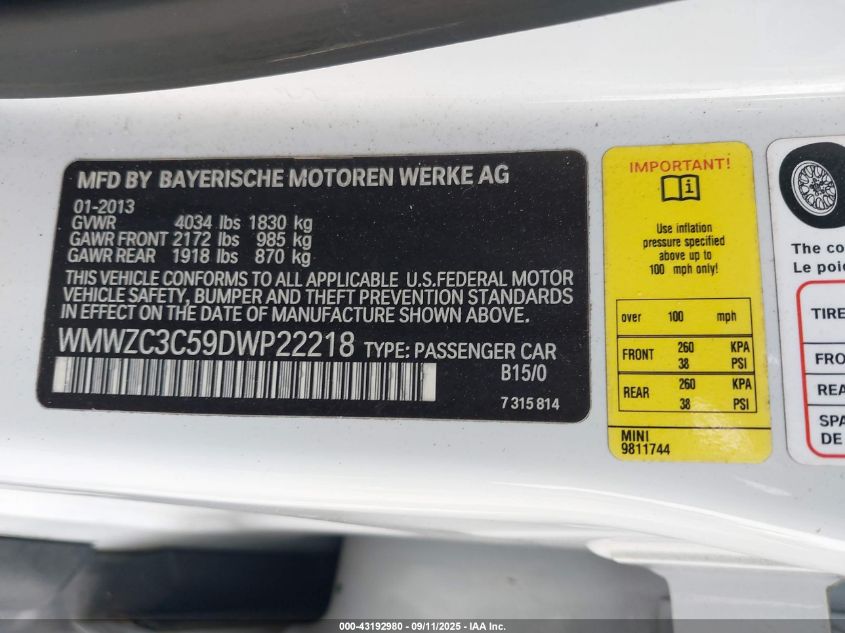 MFD BY BAYERISCHE MOTOREN WERKE AG
01-2013
GVWR 4034 lbs 1830 kg
GAWR FRONT 2172 lbs 985 kg
GAWR REAR 1918 lbs 870 kg
THIS VEHICLE CONFORMS TO ALL APPLICABLE U.S.FEDERAL MOTOR
VEHICLE SAFETY, BUMPER AND THEFT PREVENTION STANDARDS
IN EFFECT ON THE DATE OF MANUFACTURE SHOWN ABOVE.
WMWZC3C59DWP22218 TYPE: PASSENGER CAR
B15/0
7 315 814
IMPORTANT!
Use inflation
pressure specified
above up to
100 mph only!
over 100 mph
FRONT 260 KPA
38 PSI
REAR 260 KPA
38 PSI
MINI
9811744
The co
Le poi
TIRE
FRO
REA
SPA
DE
000-43192980 - 09/11/2025 - IAA Inc.